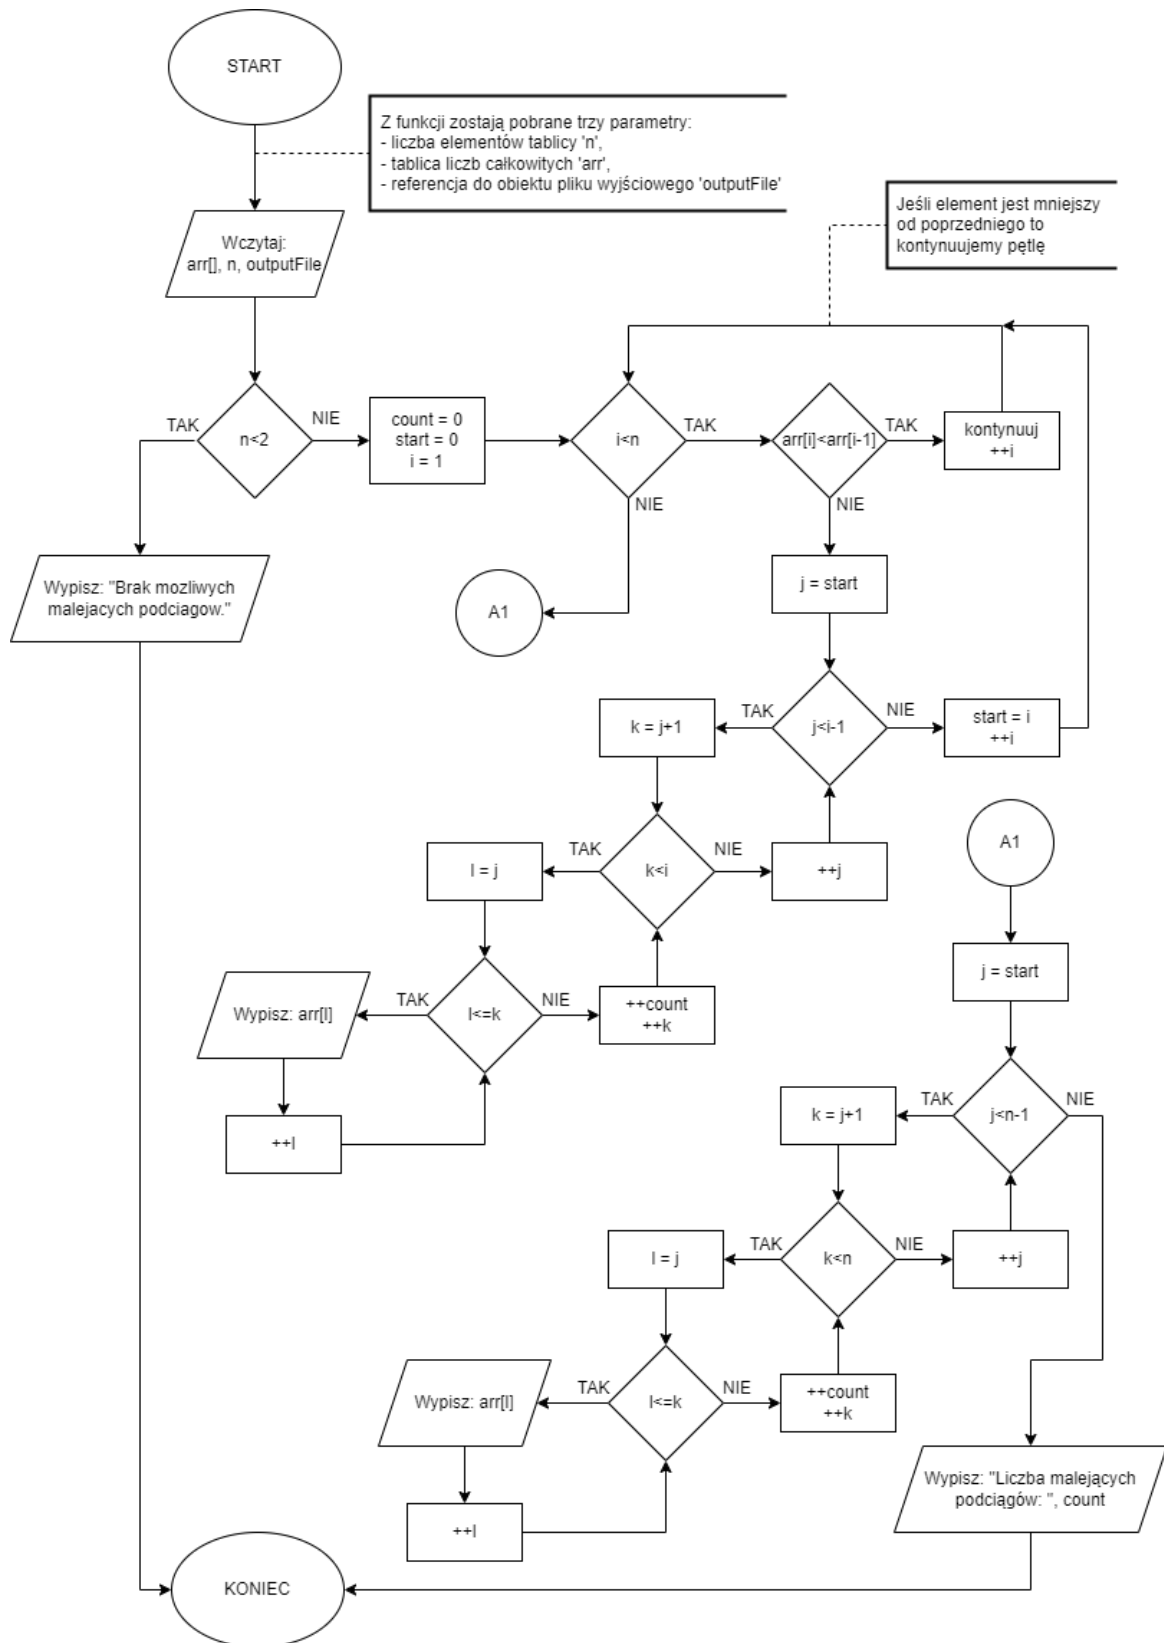 START
Z funkcji zostają pobrane trzy parametry:
- liczba elementów tablicy 'n',
- tablica liczb całkowitych 'arr',
- referencja do obiektu pliku wyjściowego 'outputFile'
Jeśli element jest mniejszy
od poprzedniego to
kontynuujemy pętlę
Wczytaj:
arr[], n, outputFile
n<2
TAK
NIE
count = 0
start = 0
i = 1
i<n
TAK
NIE
arr[i]<arr[i-1]
TAK
NIE
kontynuuj
++i
Wypisz: "Brak mozliwych
malejacych podciagow."
A1
j = start
j<i-1
TAK
NIE
start = i
++i
k = j+1
k<i
TAK
NIE
++j
l = j
l<=k
TAK
NIE
++count
++k
Wypisz: arr[l]
++l
A1
j = start
j<n-1
TAK
NIE
k = j+1
k<n
TAK
NIE
++j
l = j
l<=k
TAK
NIE
++count
++k
Wypisz: arr[l]
++l
Wypisz: "Liczba malejących
podciągów: ", count
KONIEC